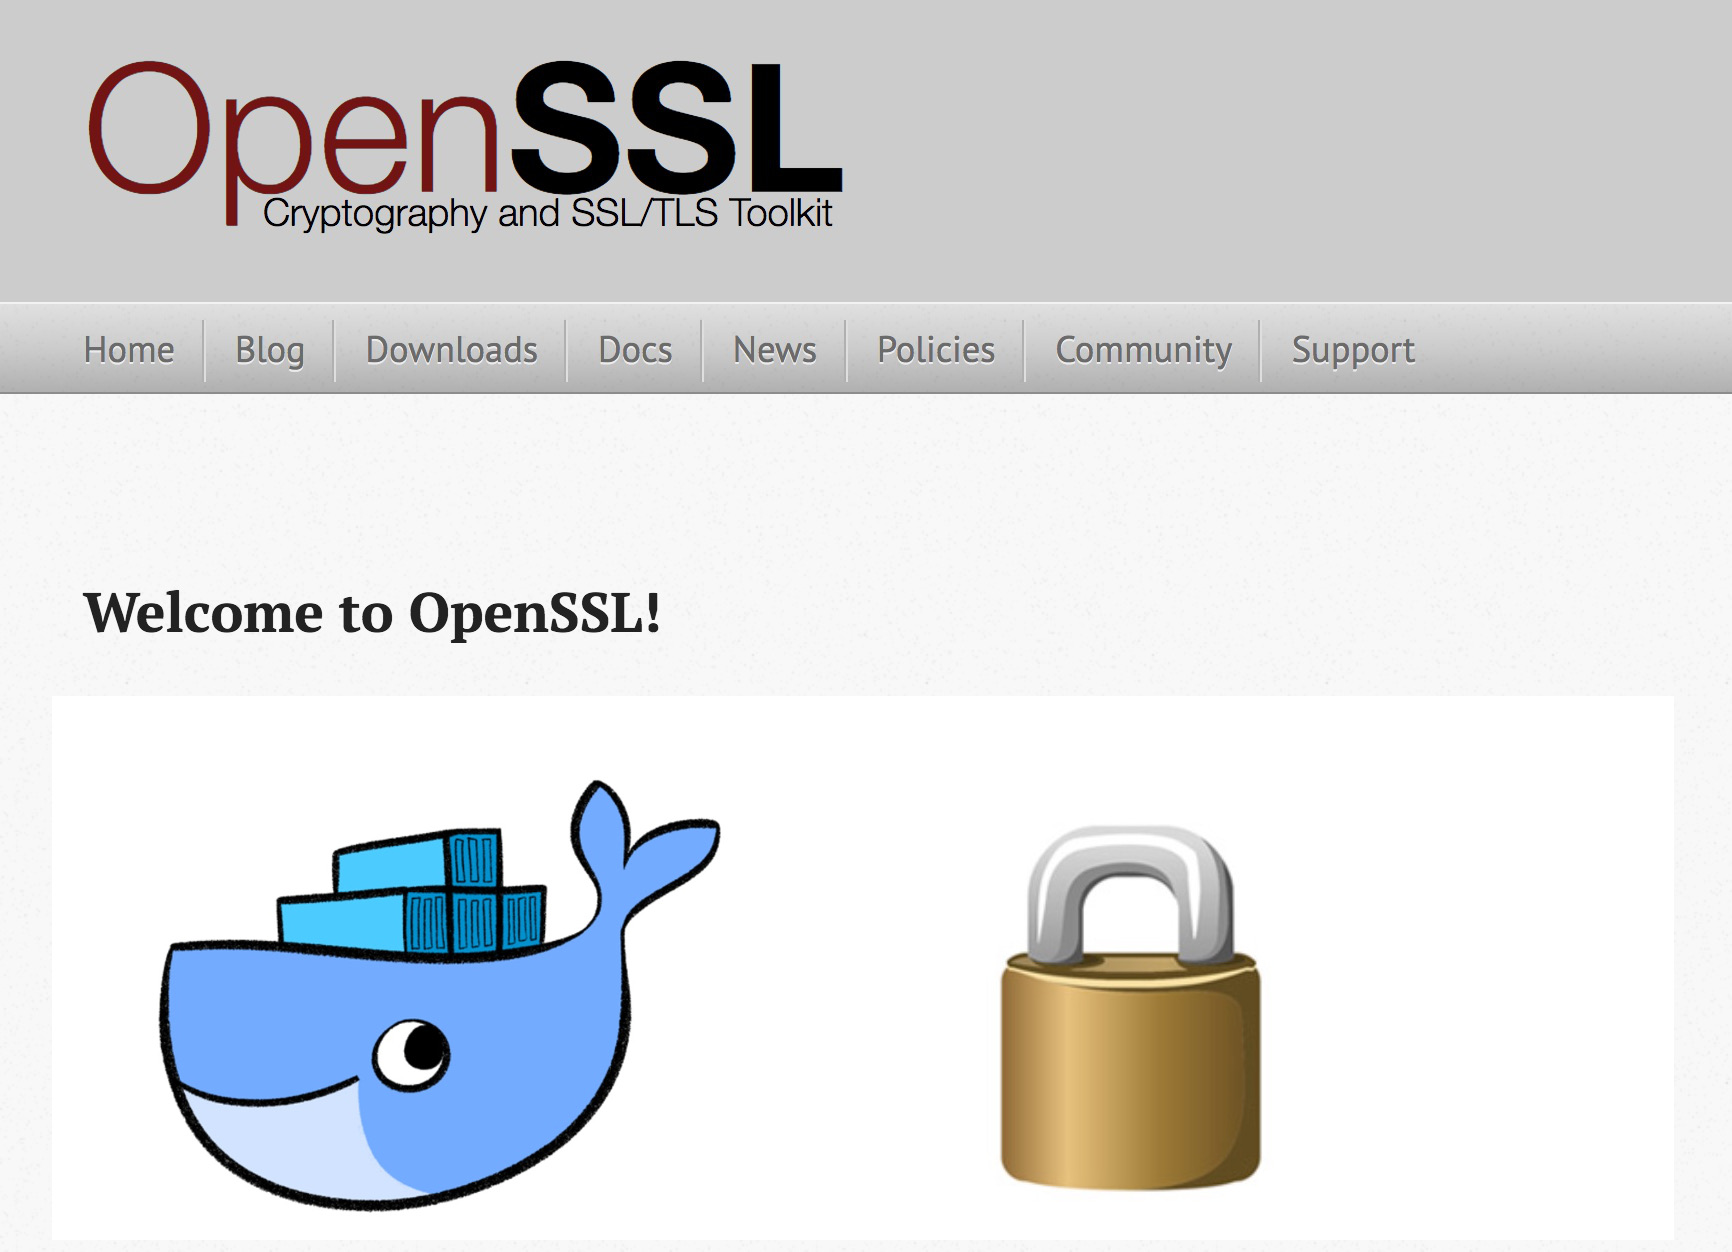 OpenSSL
Cryptography and SSL/TLS Toolkit
Home Blog Downloads Docs News Policies Community Support
Welcome to OpenSSL!